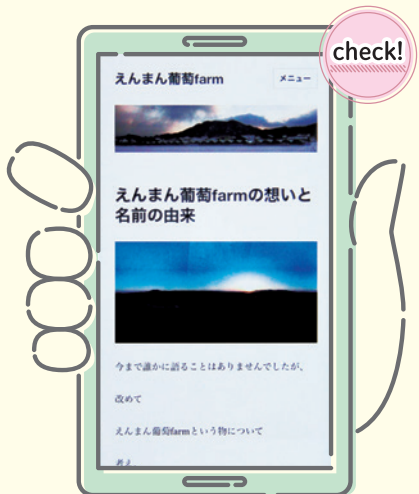 check!
えんまん葡萄farm
メニュー
えんまん葡萄farmの想いと
名前の由来
今まで誰かに語ることはありませんでしたが、
改めて
えんまん葡萄farmという物について
考え